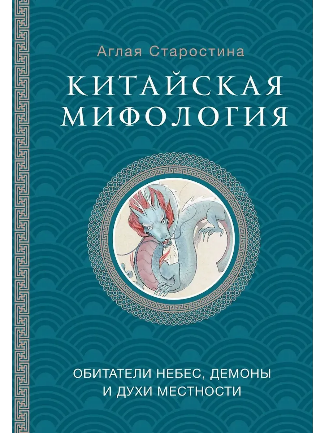 Аглая Старостина
КИТАЙСКАЯ
МИФОЛОГИЯ
ОБИТАТЕЛИ НЕБЕС, ДЕМОНЫ
И ДУХИ МЕСТНОСТИ